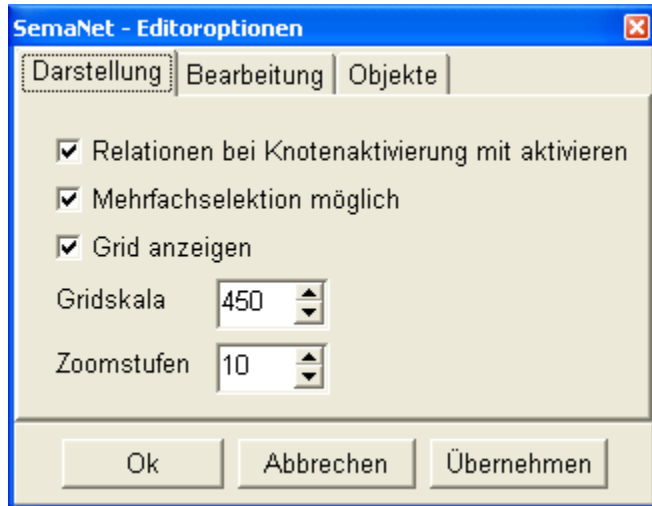 SemaNet - Editoroptionen
Darstellung Bearbeitung Objekte
Relationen bei Knotenaktivierung mit aktivieren
Mehrfachselektion möglich
Grid anzeigen
Gridskala 450
Zoomstufen 10
Ok Abbrechen Übernehmen